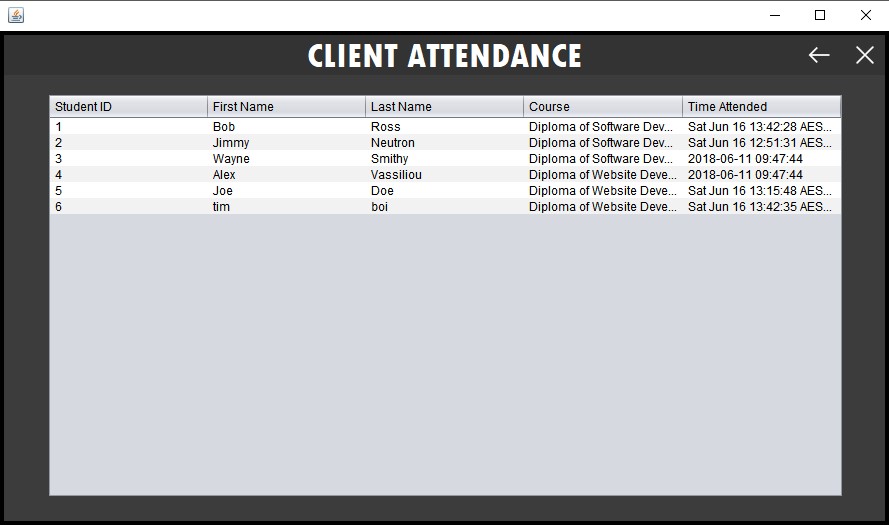 CLIENT ATTENDANCE
Student ID First Name Last Name Course Time Attended
1 Bob Ross Diploma of Software Dev... Sat Jun 16 13:42:28 AES...
2 Jimmy Neutron Diploma of Software Dev... Sat Jun 16 12:51:31 AES...
3 Wayne Smithy Diploma of Software Dev... 2018-06-11 09:47:44
4 Alex Vassiliou Diploma of Website Deve... 2018-06-11 09:47:44
5 Joe Doe Diploma of Website Deve... Sat Jun 16 13:15:48 AES...
6 tim boi Diploma of Website Deve... Sat Jun 16 13:42:35 AES...